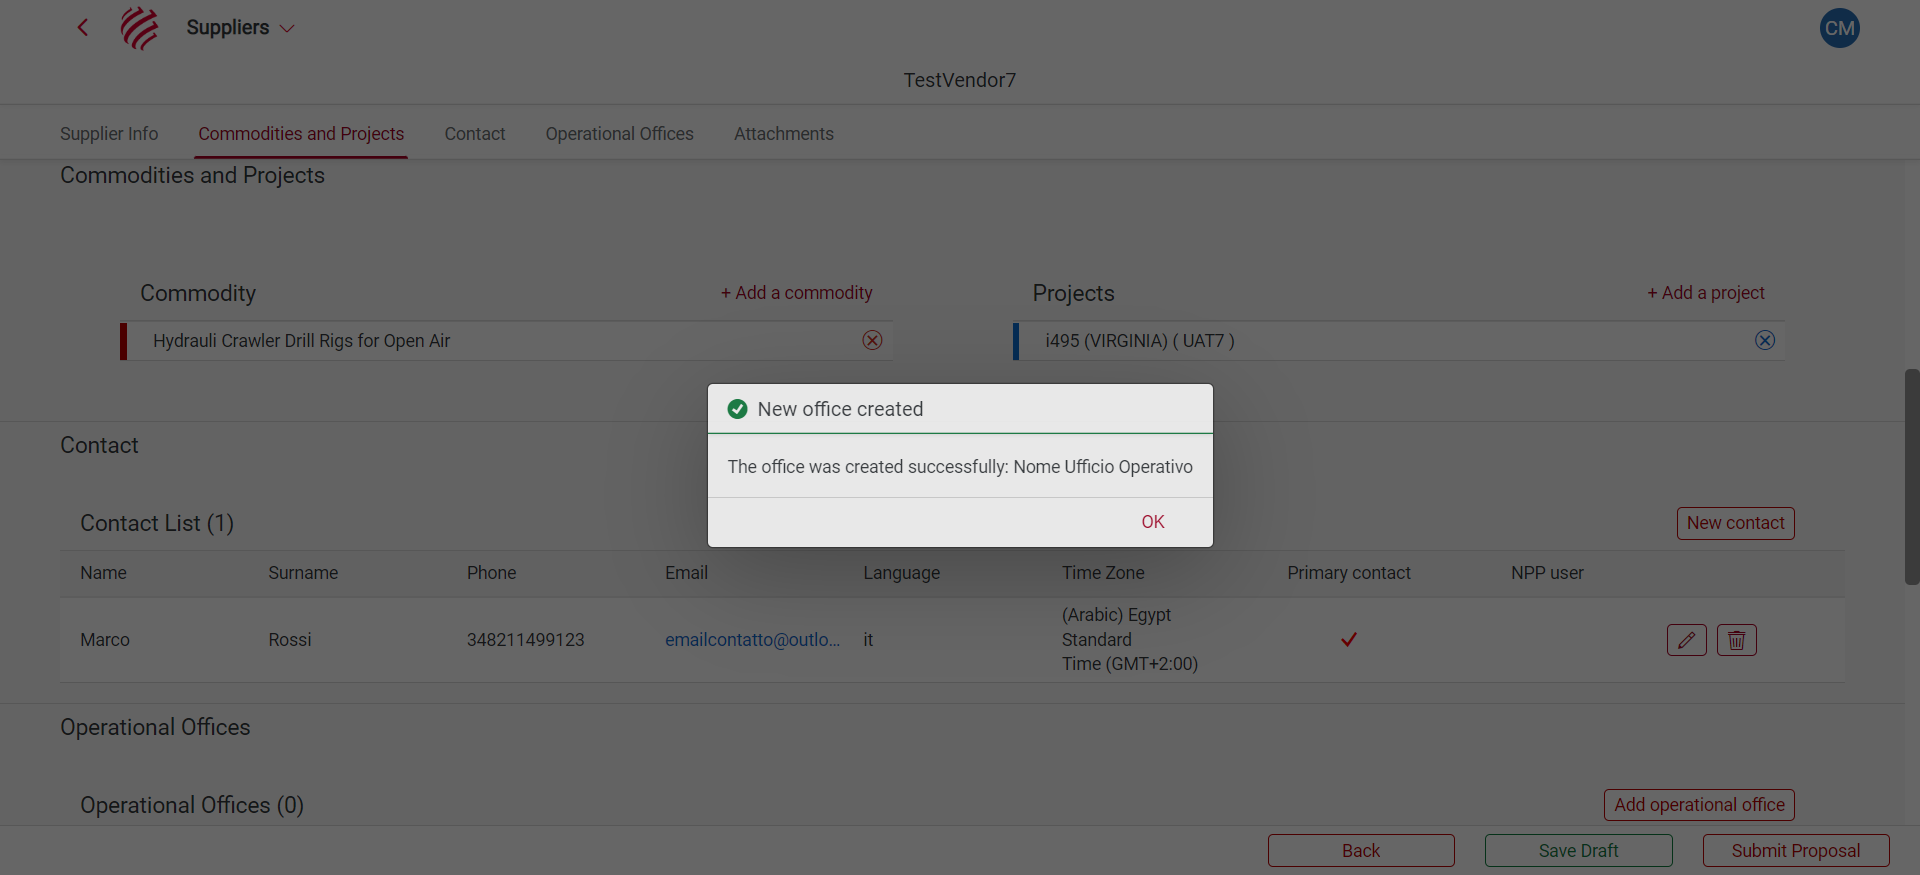 Suppliers
CM
TestVendor7
Supplier Info
Commodities and Projects
Contact
Operational Offices
Attachments
Commodities and Projects
Commodity
+ Add a commodity
Projects
+ Add a project
Hydrauli Crawler Drill Rigs for Open Air
i495 (VIRGINIA) ( UAT7 )
New office created
The office was created successfully: Nome Ufficio Operativo
OK
Contact
Contact List (1)
New contact
Name
Surname
Phone
Email
Language
Time Zone
Primary contact
NPP user
Marco
Rossi
348211499123
emailcontatto@outlo...
it
(Arabic) Egypt
Standard
Time (GMT+2:00)
Operational Offices
Operational Offices (0)
Add operational office
Back
Save Draft
Submit Proposal